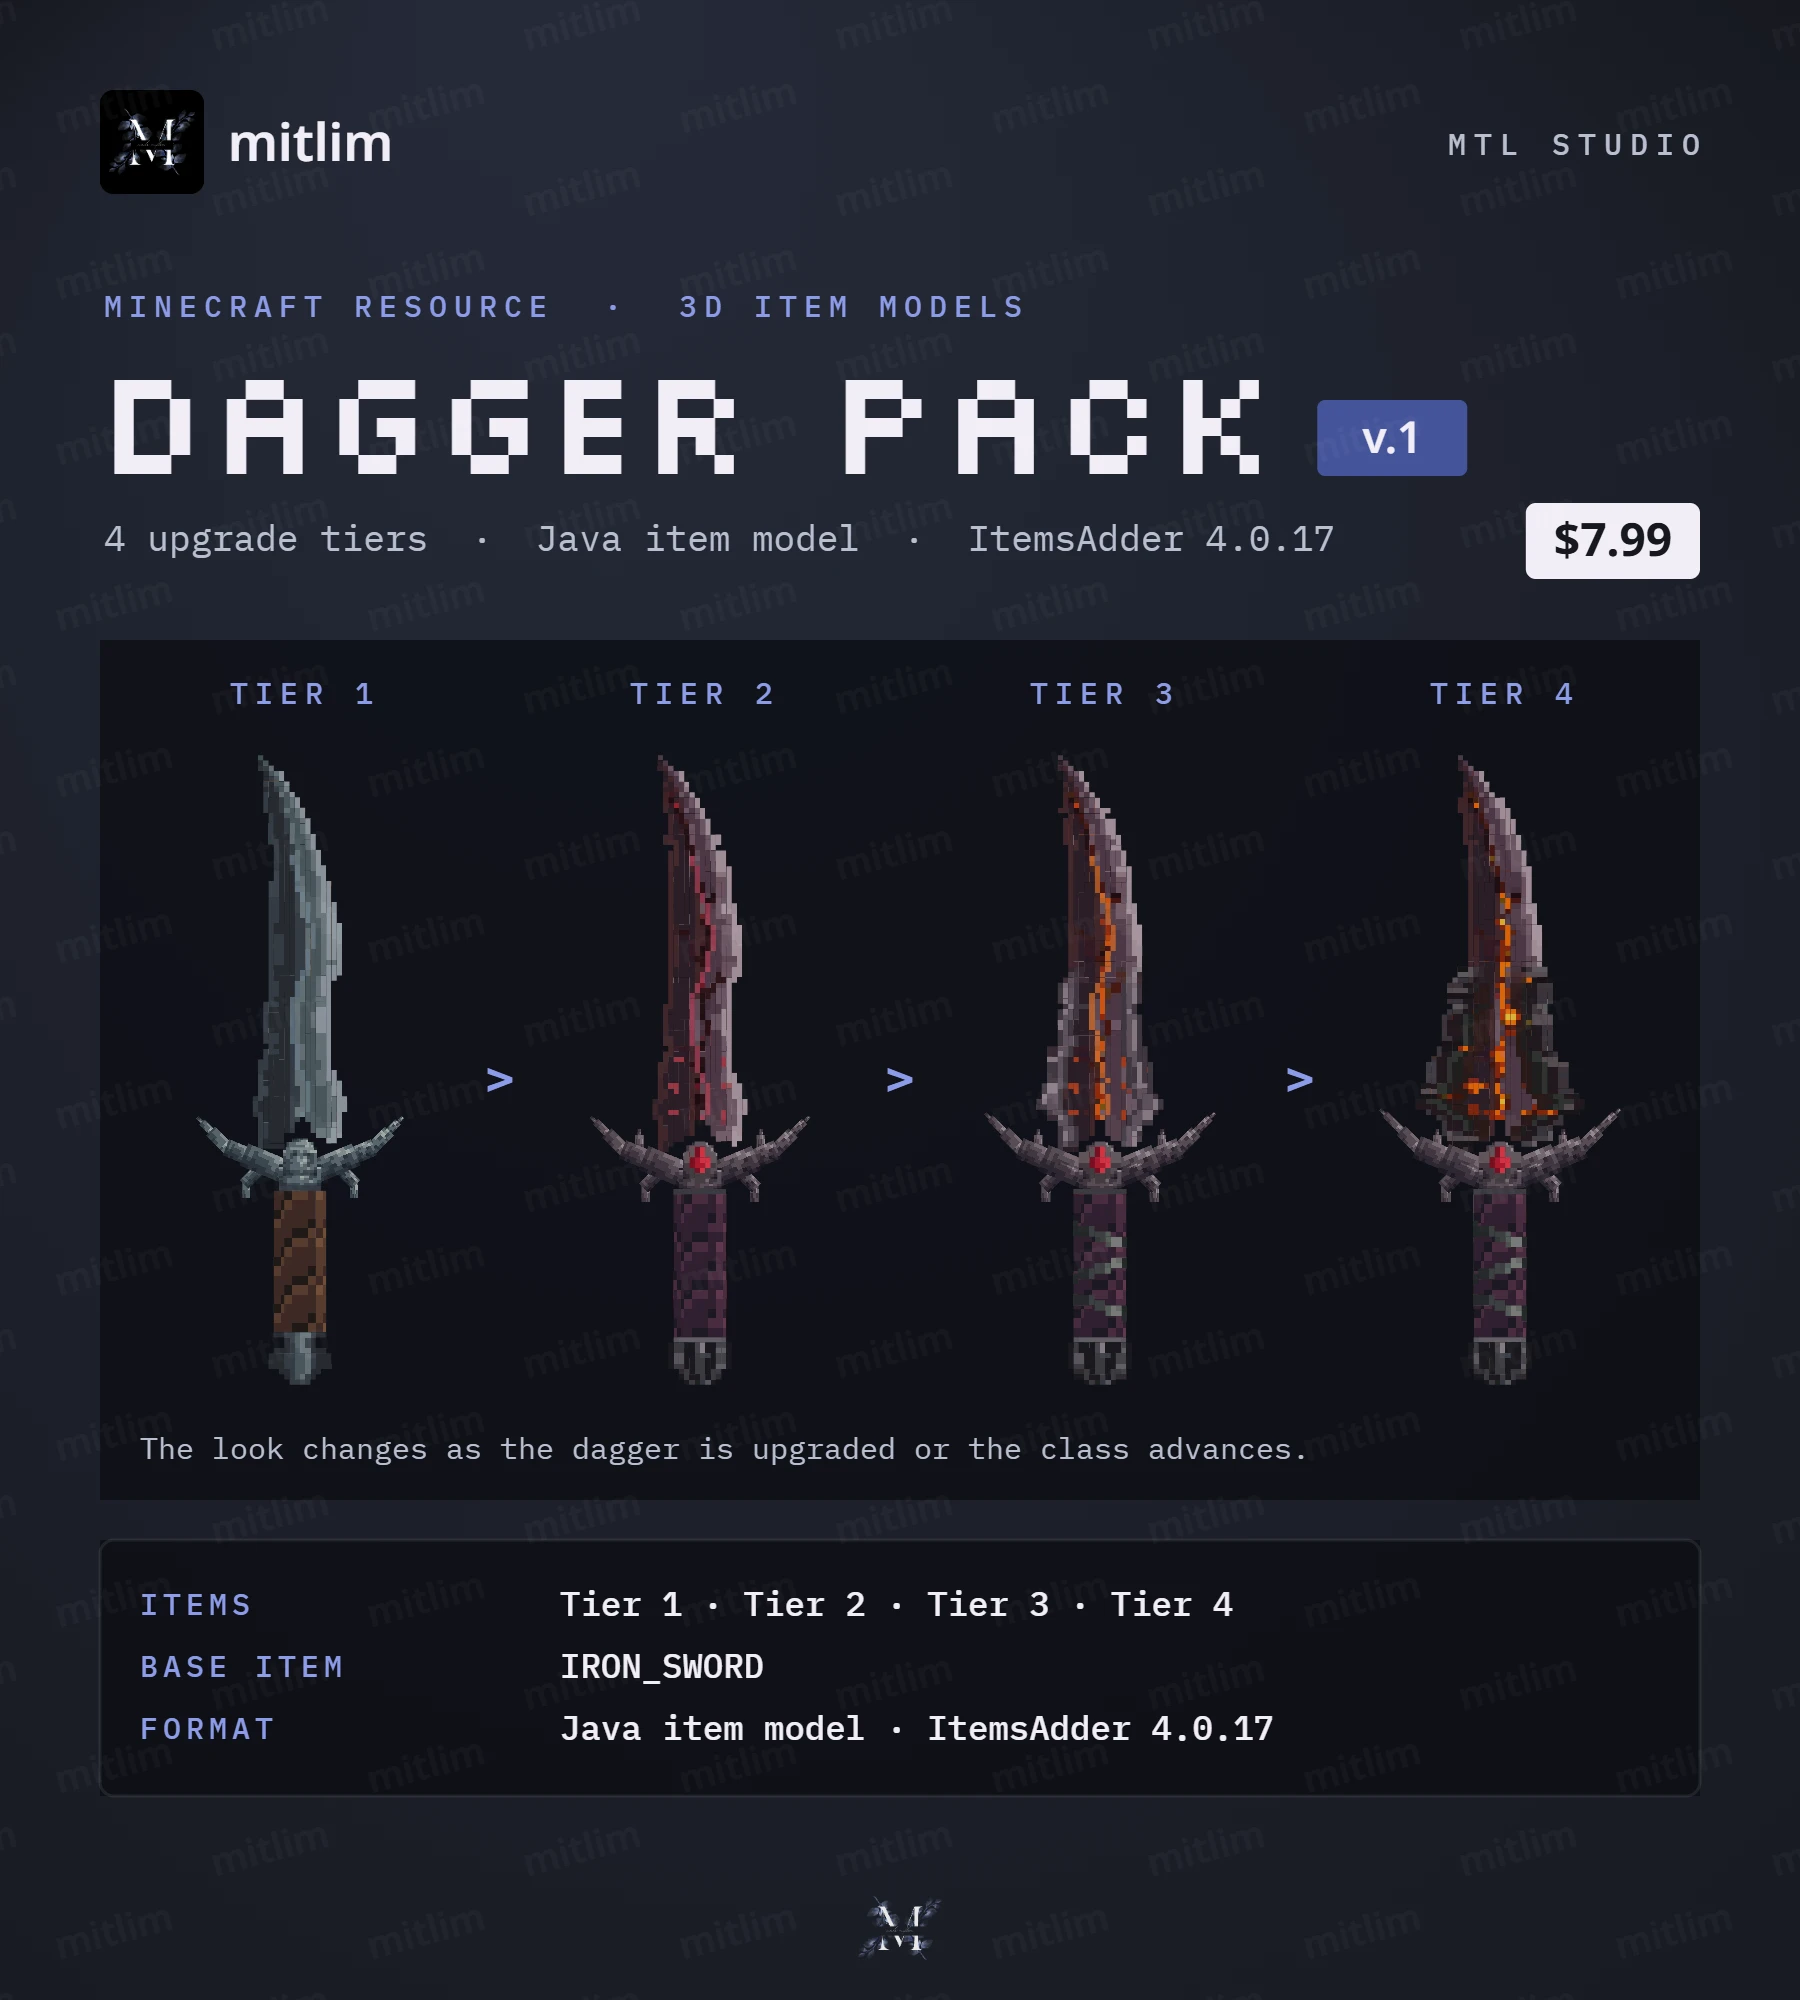 mitlim
MTL STUDIO
MINECRAFT RESOURCE · 3D ITEM MODELS
DAGGER PACK v.1
4 upgrade tiers · Java item model · ItemsAdder 4.0.17
$7.99
TIER 1 TIER 2 TIER 3 TIER 4
> > >
The look changes as the dagger is upgraded or the class advances.
ITEMS Tier 1 · Tier 2 · Tier 3 · Tier 4
BASE ITEM IRON_SWORD
FORMAT Java item model · ItemsAdder 4.0.17
M